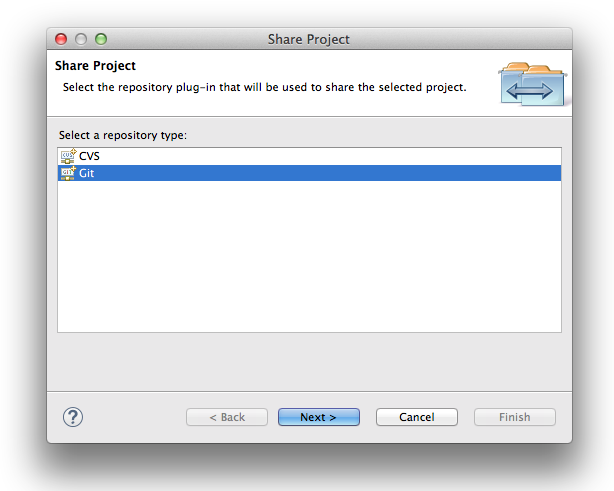 Share Project
Share Project
Select the repository plug-in that will be used to share the selected project.
Select a repository type:
CVS
Git
?
< Back
Next >
Cancel
Finish